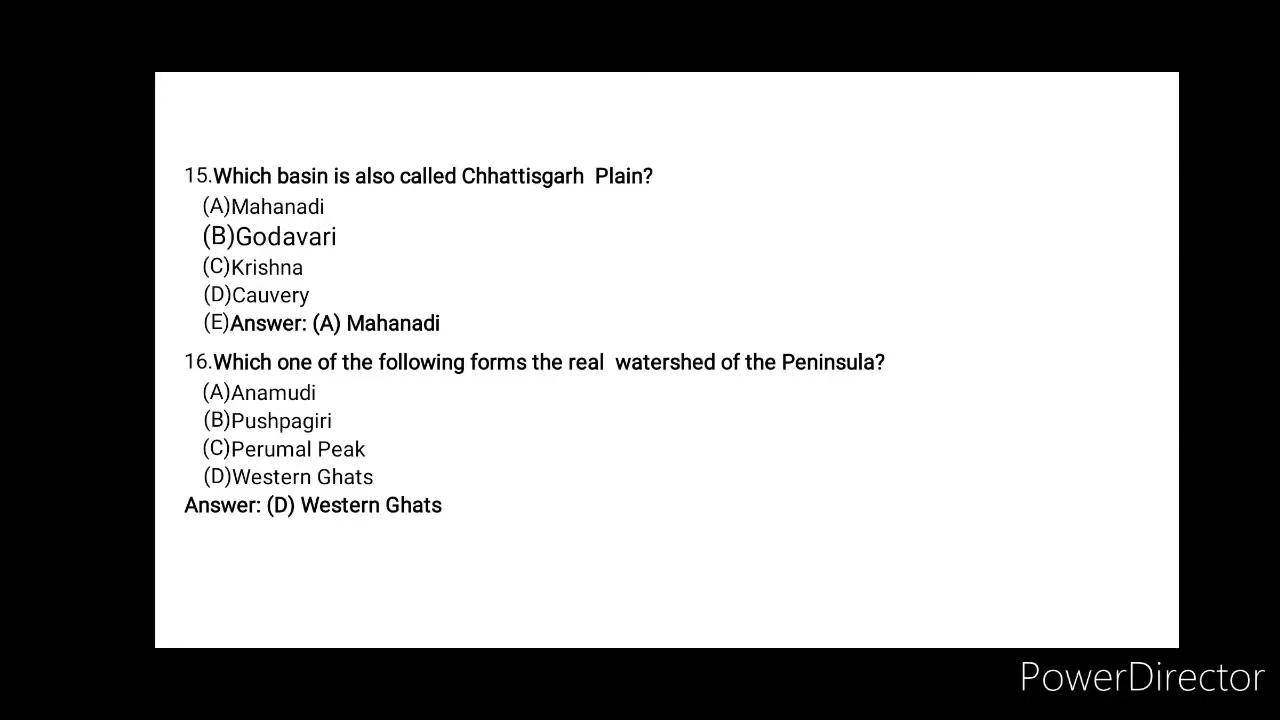 15.Which basin is also called Chhattisgarh Plain?
(A)Mahanadi
(B)Godavari
(C)Krishna
(D)Cauvery
(E)Answer: (A) Mahanadi
16.Which one of the following forms the real watershed of the Peninsula?
(A)Anamudi
(B)Pushpagiri
(C)Perumal Peak
(D)Western Ghats
Answer: (D) Western Ghats
PowerDirector